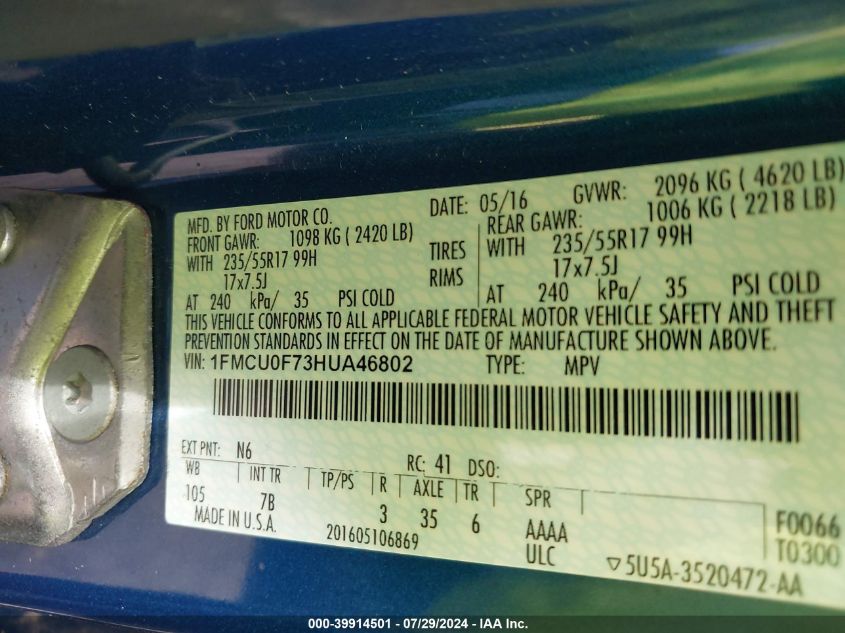 MFD. BY FORD MOTOR CO.
DATE: 05/16 GVWR: 2096 KG ( 4620 LB)
FRONT GAWR: 1098 KG ( 2420 LB)
REAR GAWR: 1006 KG ( 2218 LB)
WITH 235/55R17 99H TIRES WITH 235/55R17 99H
17x7.5J RIMS 17x7.5J
AT 240 kPa/ 35 PSI COLD AT 240 kPa/ 35 PSI COLD
THIS VEHICLE CONFORMS TO ALL APPLICABLE FEDERAL MOTOR VEHICLE SAFETY AND THEFT
PREVENTION STANDARDS IN EFFECT ON THE DATE OF MANUFACTURE SHOWN ABOVE.
VIN: 1FMCU0F73HUA46802 TYPE: MPV
EXT PNT: N6 RC: 41 DSO:
WB INT TR TP/PS R AXLE TR SPR
105 7B 3 35 6 AAAA F0066
MADE IN U.S.A. 201605106869 ULC T0300
▽5U5A-3520472-AA
000-39914501 - 07/29/2024 - IAA Inc.